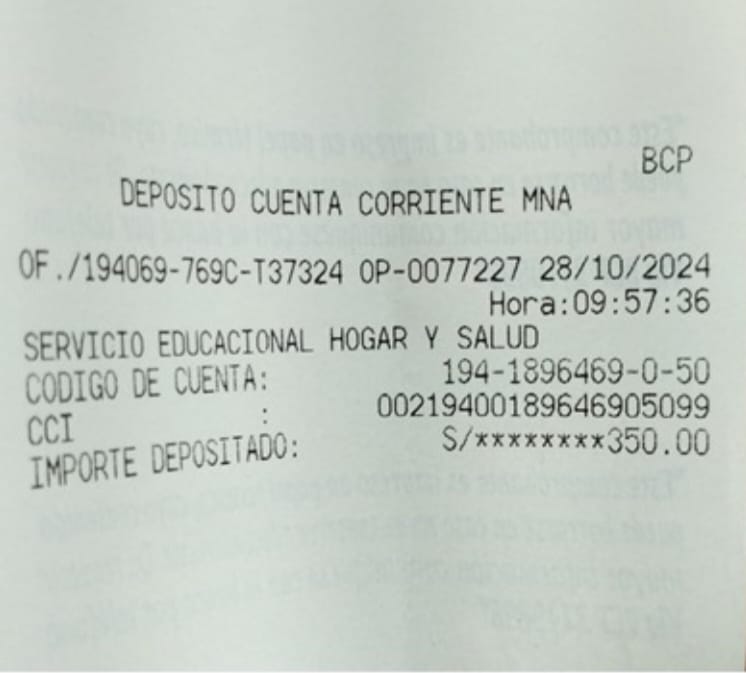 BCP
DEPOSITO CUENTA CORRIENTE MNA
OF./194069-769C-T37324 OP-0077227 28/10/2024
Hora:09:57:36
SERVICIO EDUCACIONAL HOGAR Y SALUD
CODIGO DE CUENTA: 194-1896469-0-50
CCI : 00219400189646905099
IMPORTE DEPOSITADO: S/********350.00